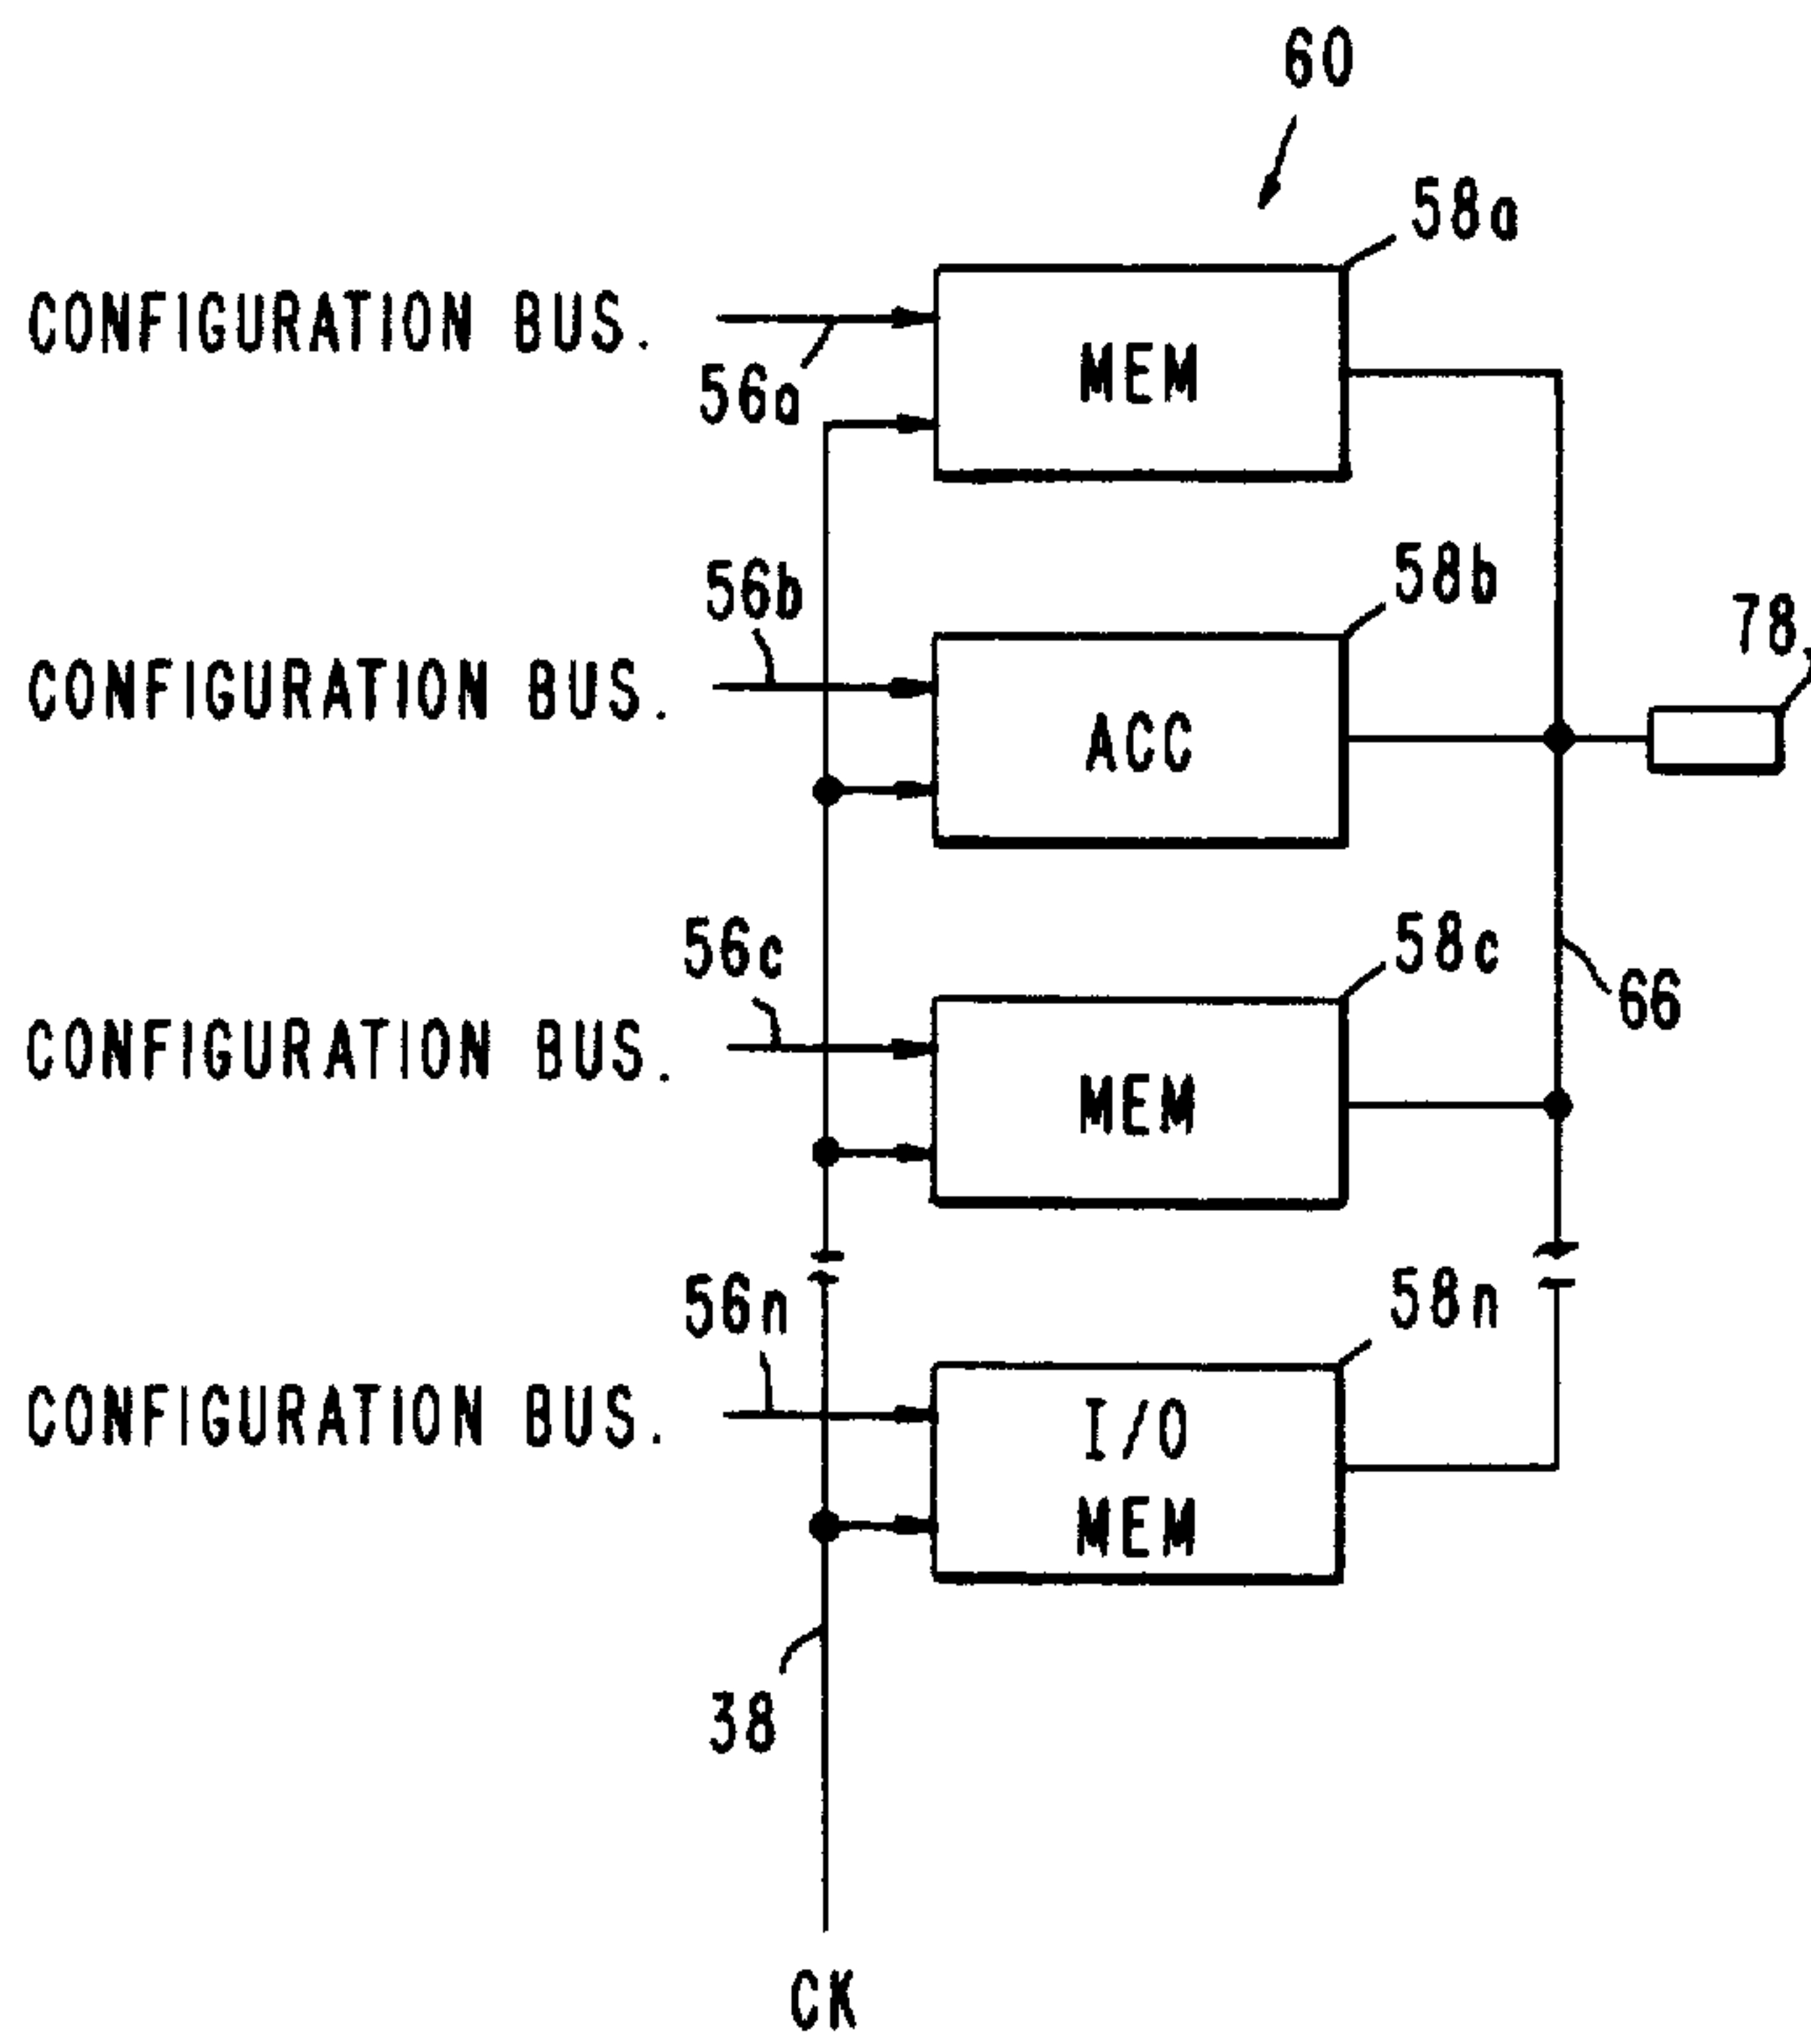 60
58a
CONFIGURATION BUS.
MEM
56a
56b
58b
78
CONFIGURATION BUS.
ACC
56c
58c
66
CONFIGURATION BUS.
MEM
56n
58n
CONFIGURATION BUS.
I/O
MEM
38
CK